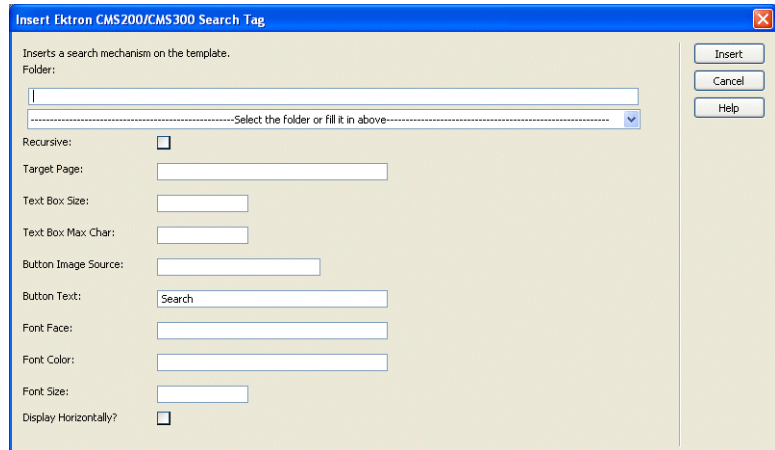 Insert Ektron CMS200/CMS300 Search Tag
Inserts a search mechanism on the template.
Folder:
Insert
Cancel
Help
---Select the folder or fill it in above---
Recursive:
Target Page:
Text Box Size:
Text Box Max Char:
Button Image Source:
Button Text:
Search
Font Face:
Font Color:
Font Size:
Display Horizontally?